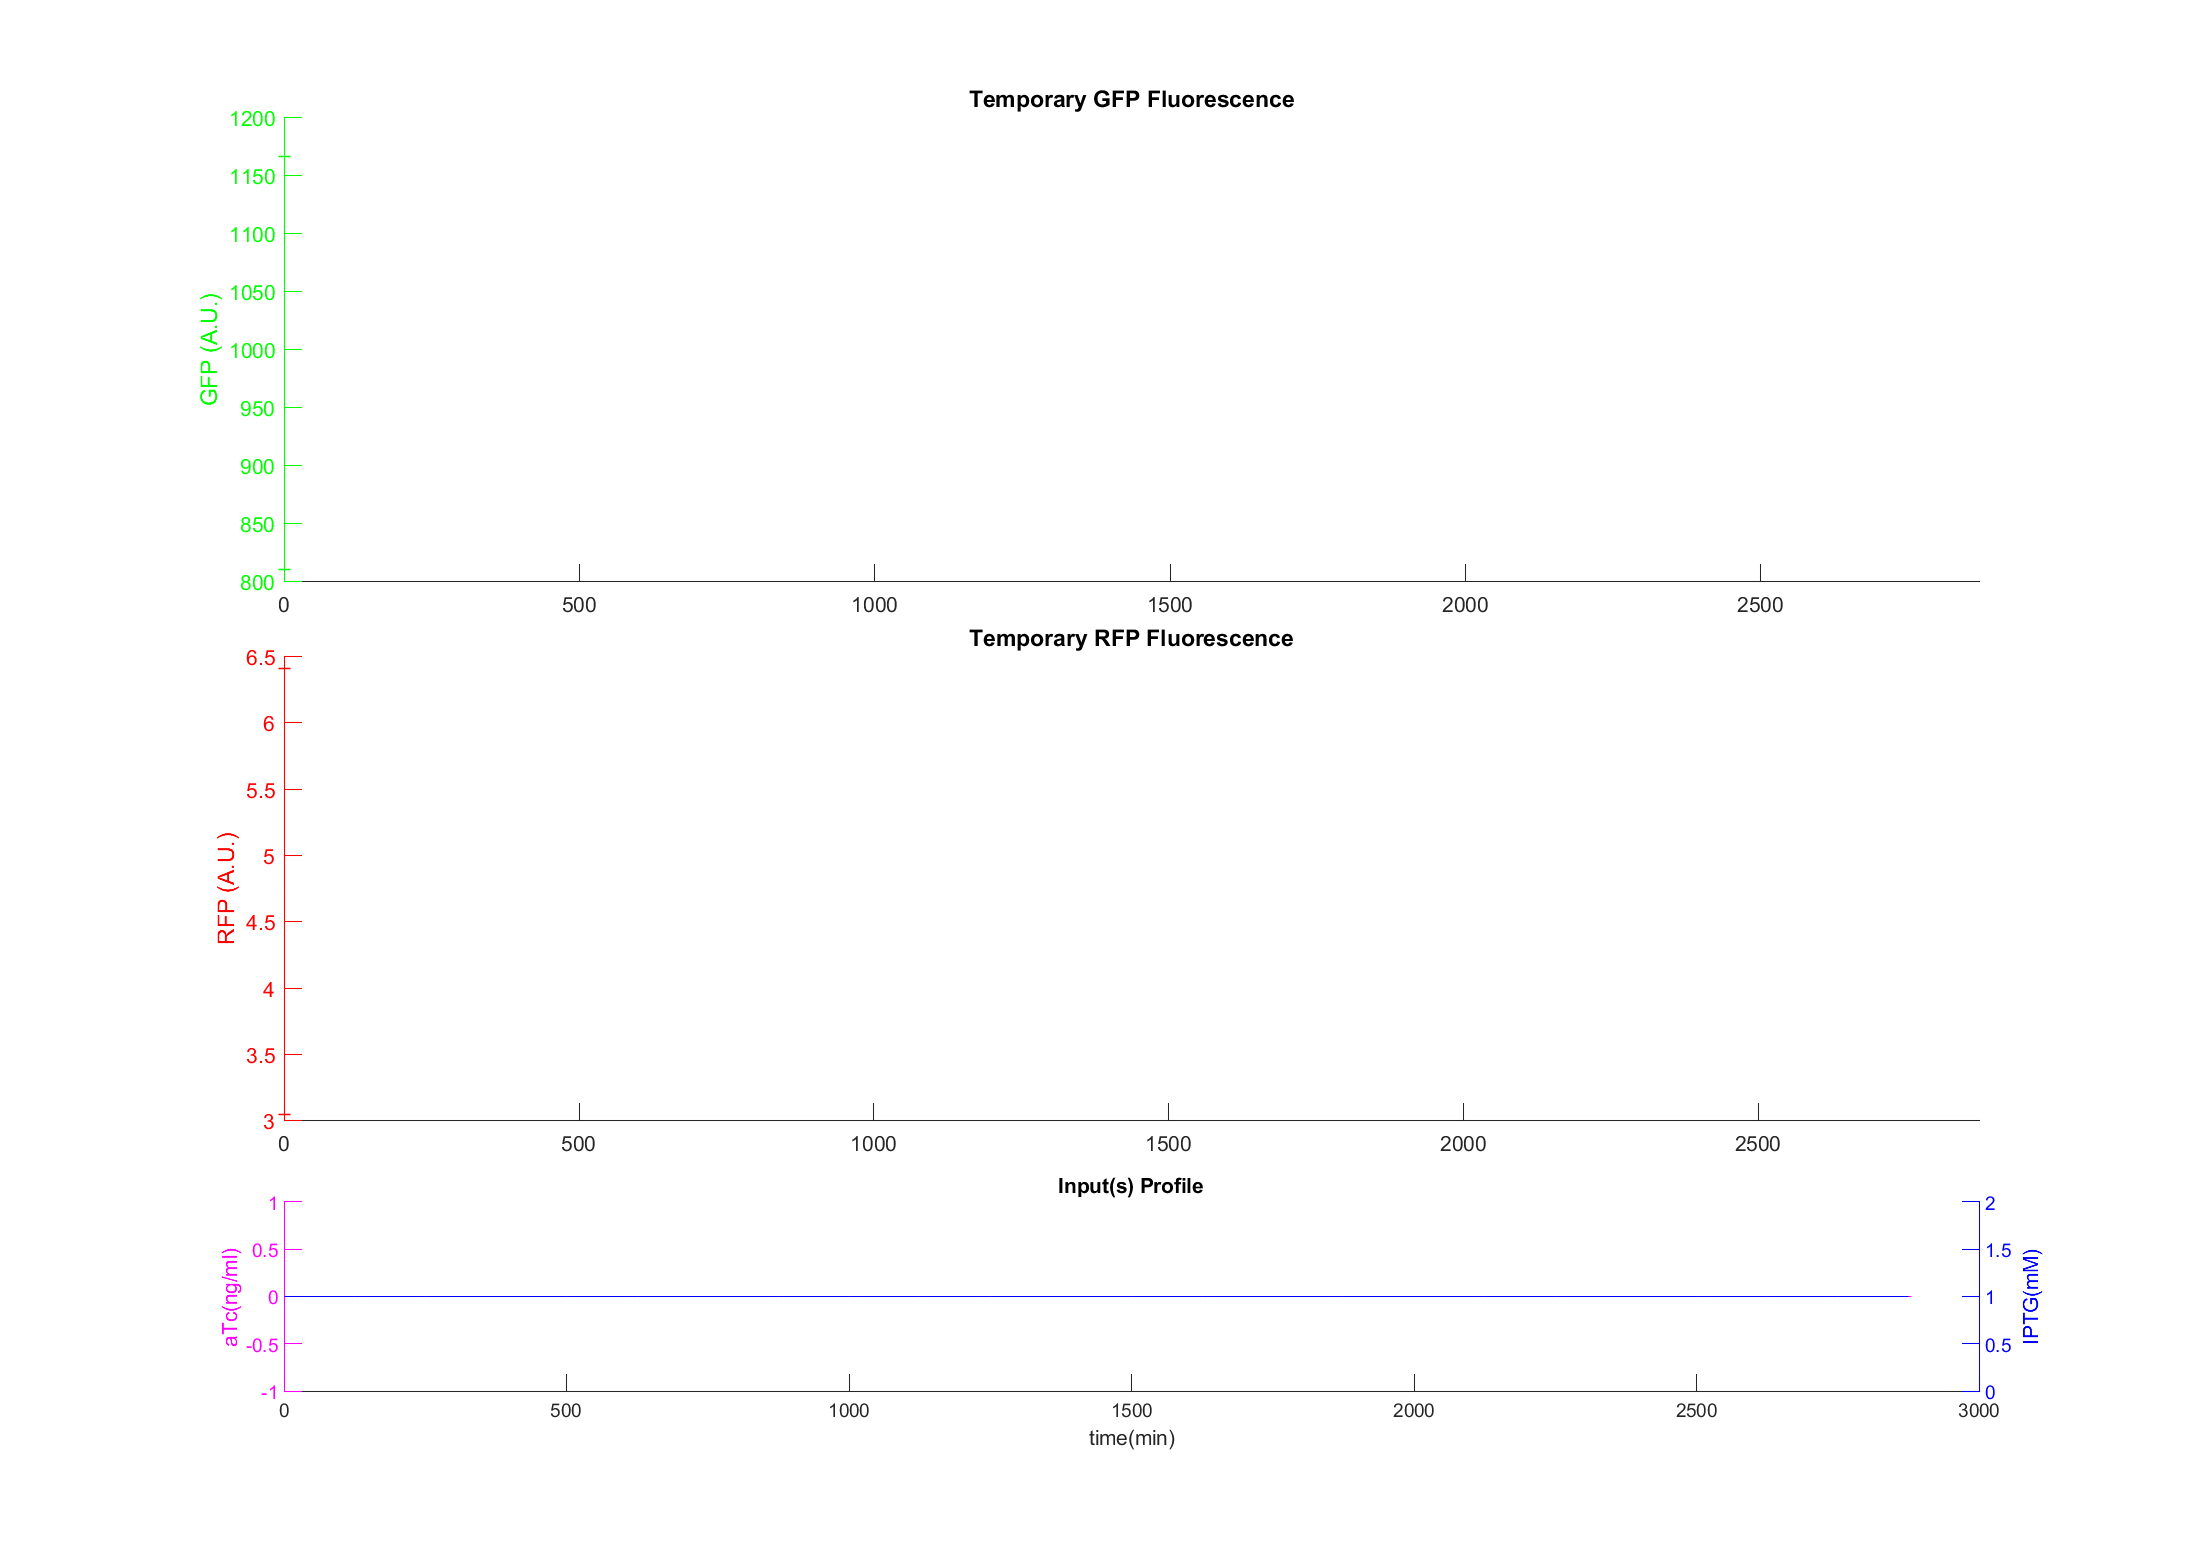 Temporary GFP Fluorescence
1200
1150
1100
1050
1000
950
900
850
800
GFP (A.U.)
0 500 1000 1500 2000 2500
Temporary RFP Fluorescence
6.5
6
5.5
5
4.5
4
3.5
3
RFP (A.U.)
0 500 1000 1500 2000 2500
Input(s) Profile
1
0.5
0
-0.5
-1
aTc(ng/ml)
2
1.5
1
0.5
0
IPTG(mM)
0 500 1000 1500 2000 2500 3000
time(min)